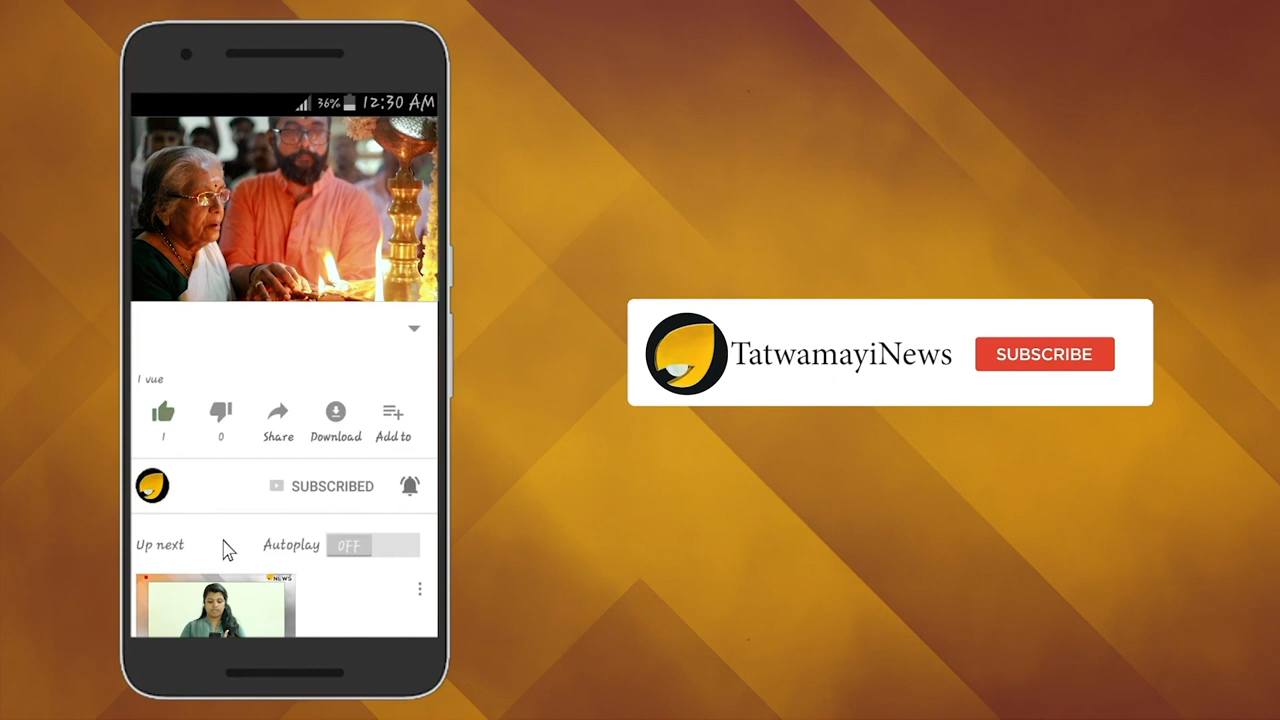 36% 12:30 AM
1 vue
1 0 Share Download Add to
SUBSCRIBED
Up next Autoplay OFF
NEWS
TatwamayiNews SUBSCRIBE